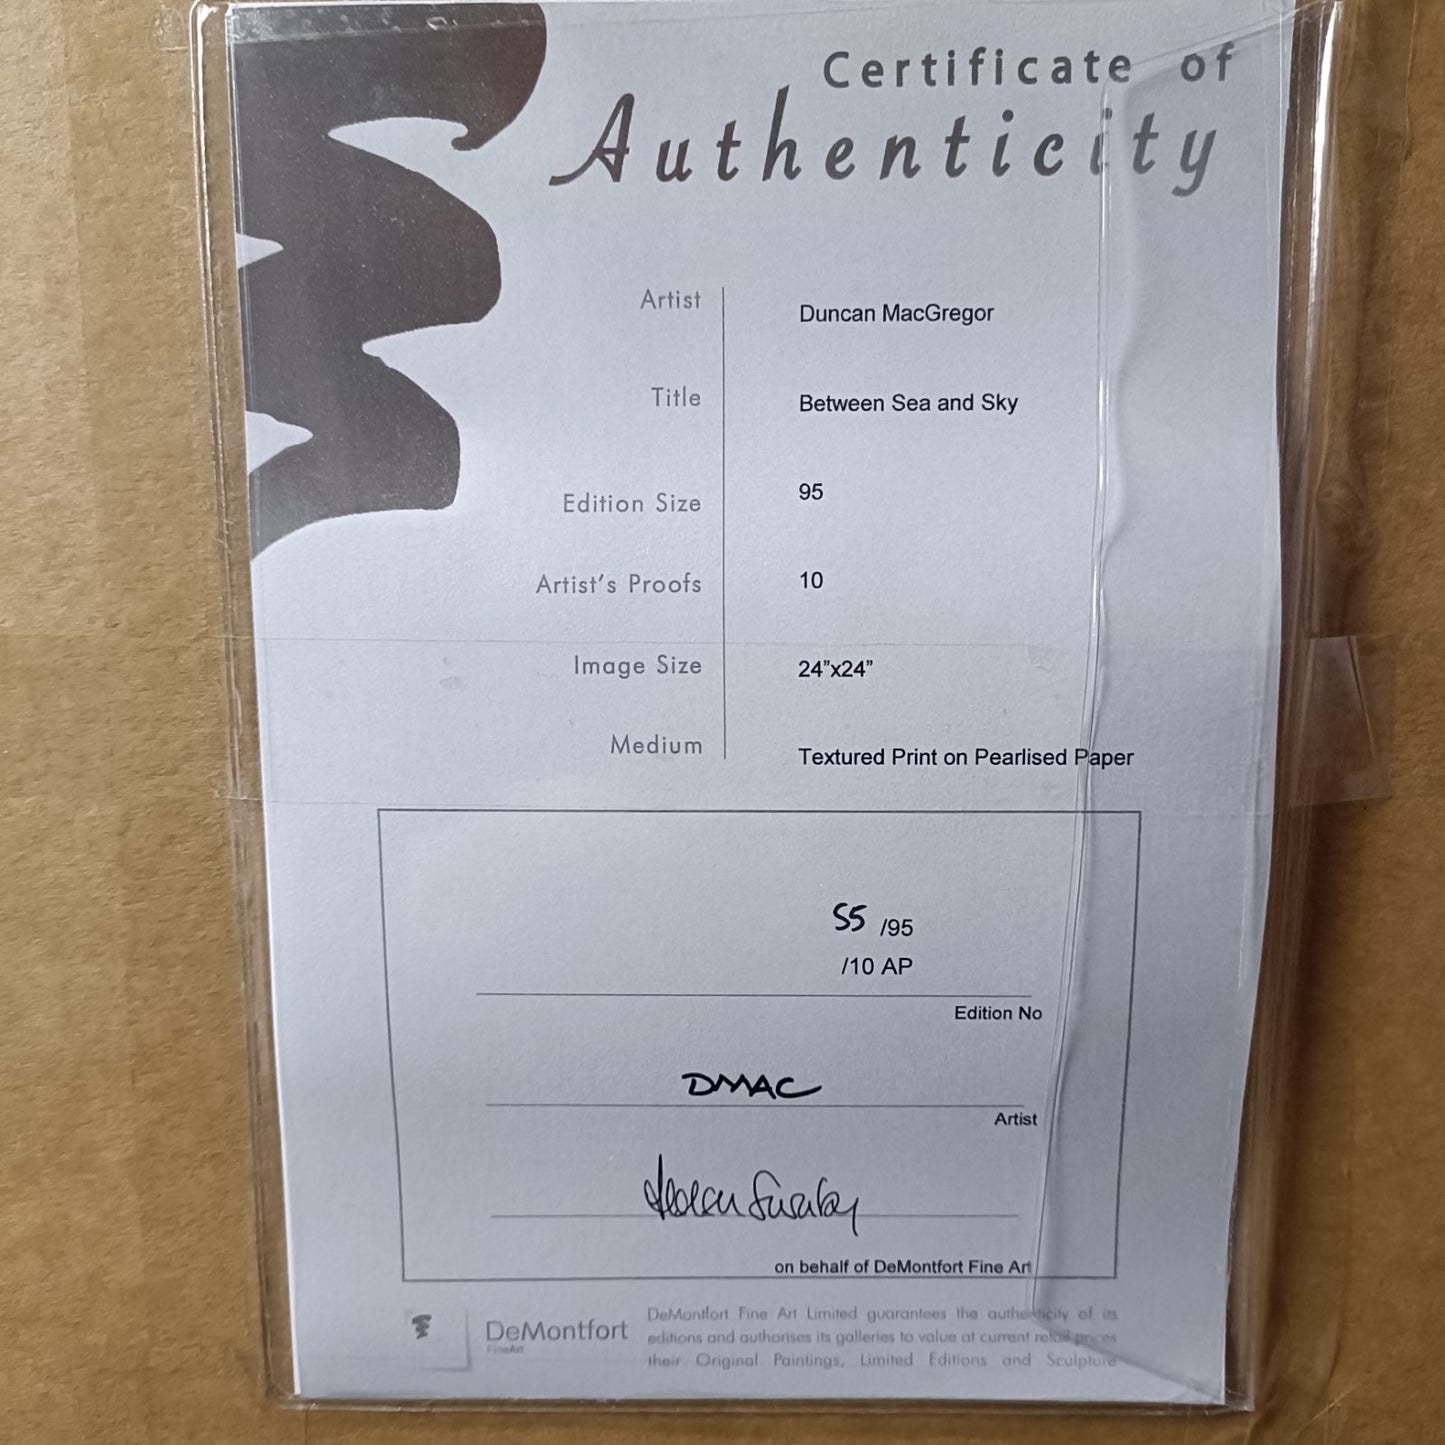 Certificate of
Authenticity
Artist
Duncan MacGregor
Title
Between Sea and Sky
Edition Size
95
Artist's Proofs
10
Image Size
24”x24”
Medium
Textured Print on Pearlised Paper
55 /95
/10 AP
Edition No
DMAC
Artist
on behalf of DeMontfort Fine Art
DeMontfort
FineArt
DeMontfort Fine Art Limited guarantees the authenticity of its
editions and authorises its galleries to value at current retail prices
their Original Paintings, Limited Editions and Sculpture